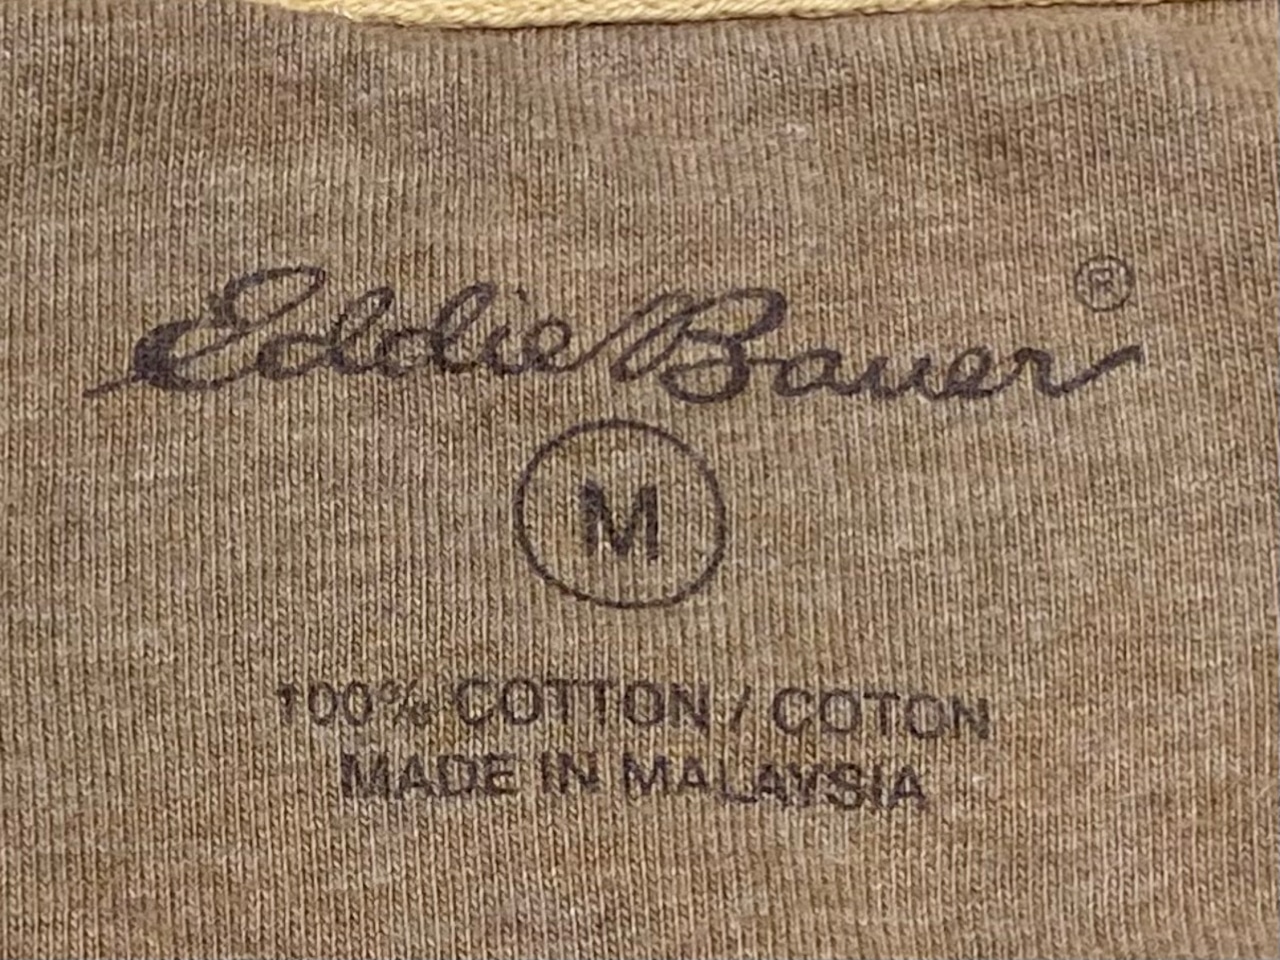 Eddie Bauer ®
M
100% COTTON / COTON
MADE IN MALAYSIA